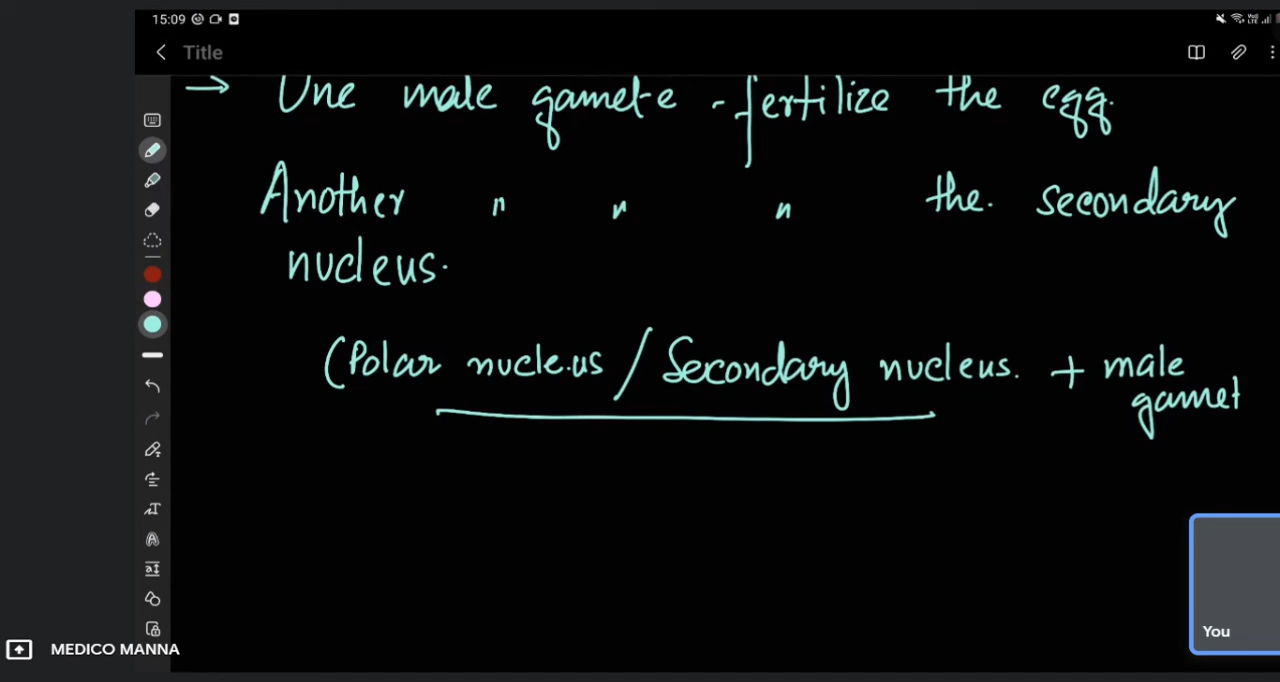 15:09
Title
→ One male gamete - fertilize the egg.
Another " " " the. secondary
nucleus.
(Polar nucleus / Secondary nucleus. + male
gamet
You
MEDICO MANNA